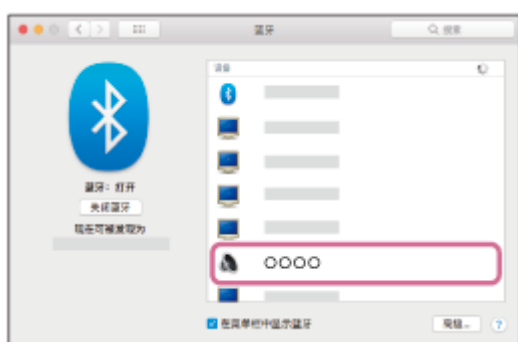 蓝牙
搜索
设备
蓝牙：打开
关闭蓝牙
现在可被发现为
○○○○
在菜单栏中显示蓝牙
高级...
?